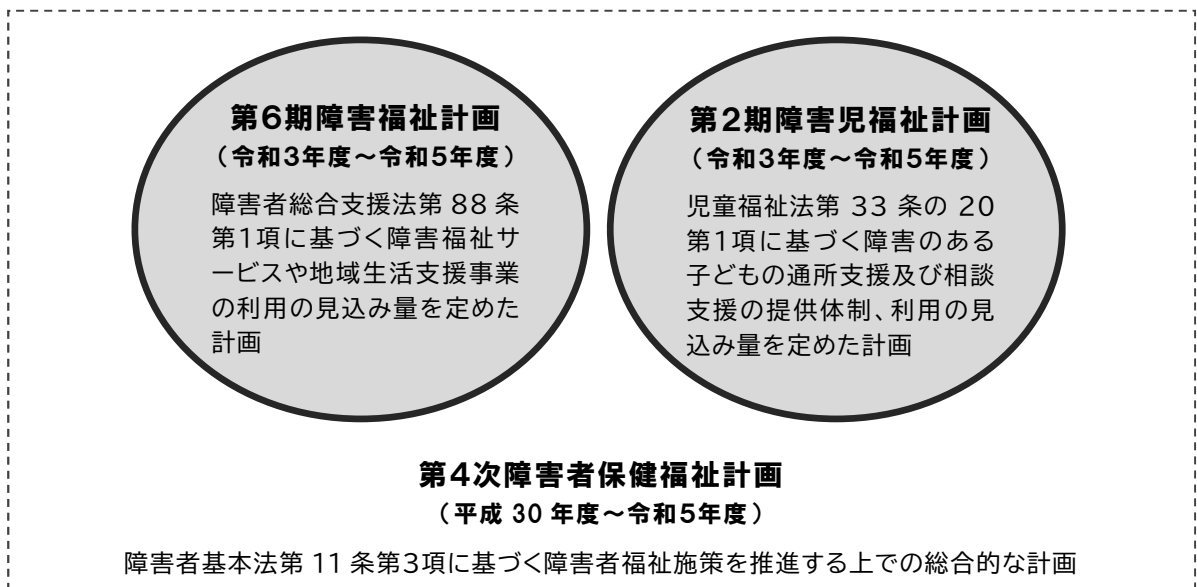 第6期障害福祉計画
（令和3年度～令和5年度）
障害者総合支援法第 88 条
第1項に基づく障害福祉サ
ービスや地域生活支援事業
の利用の見込み量を定めた
計画
第2期障害児福祉計画
（令和3年度～令和5年度）
児童福祉法第 33 条の 20
第1項に基づく障害のある
子どもの通所支援及び相談
支援の提供体制、利用の見
込み量を定めた計画
第4次障害者保健福祉計画
（平成 30 年度～令和5年度）
障害者基本法第 11 条第3項に基づく障害者福祉施策を推進する上での総合的な計画